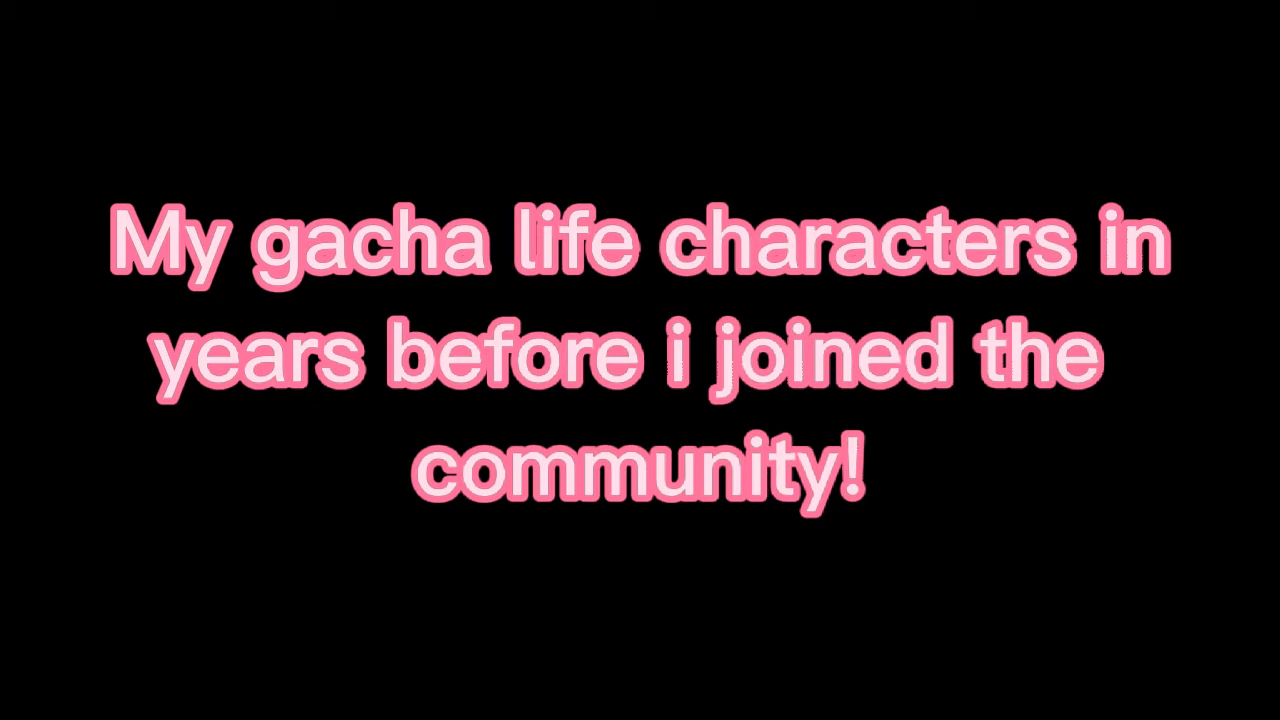 My gacha life characters in
years before i joined the
community!